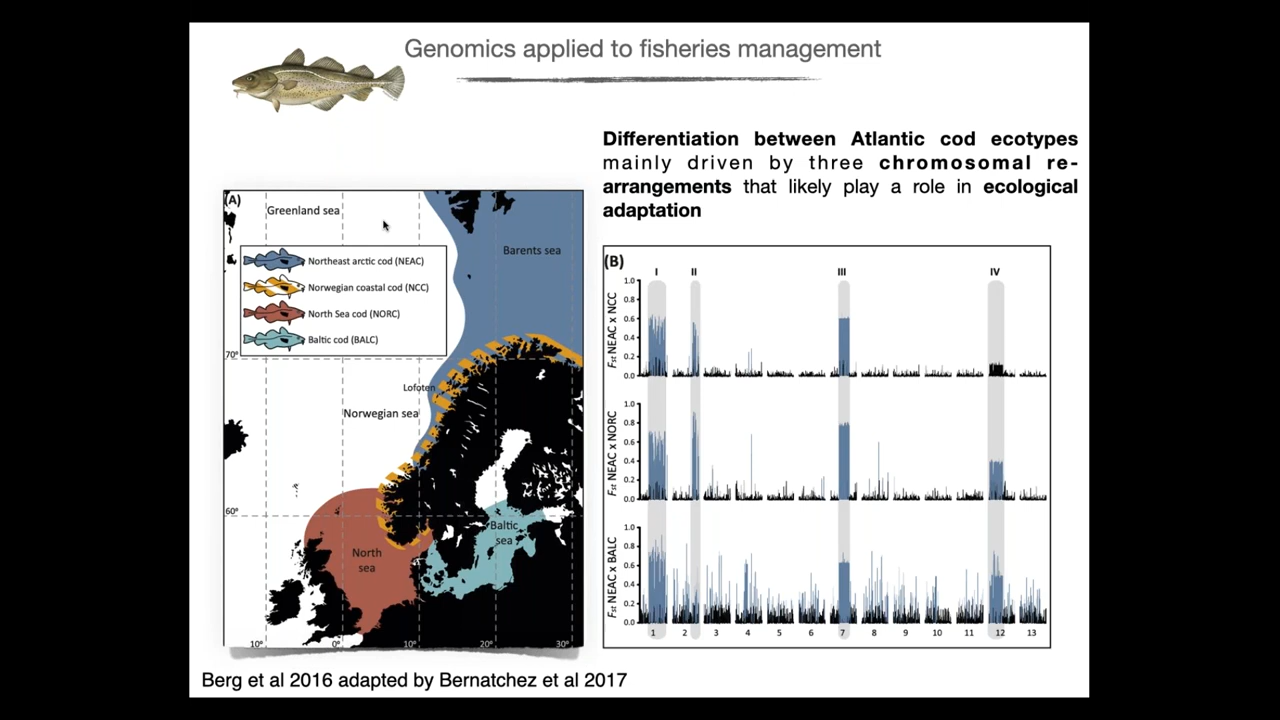 Genomics applied to fisheries management
Differentiation between Atlantic cod ecotypes
mainly driven by three chromosomal re-
arrangements that likely play a role in ecological
adaptation
(A)
Greenland sea
Barents sea
Northeast arctic cod (NEAC)
Norwegian coastal cod (NCC)
North Sea cod (NORC)
Baltic cod (BALC)
70°
Lofoten
Norwegian sea
60°
Baltic
sea
North
sea
10° 0° 10° 20° 30°
(B)
I II III IV
Fst NEAC x NCC
1.0
0.8
0.6
0.4
0.2
0.0
Fst NEAC x NORC
1.0
0.8
0.6
0.4
0.2
0.0
Fst NEAC x BALC
1.0
0.8
0.6
0.4
0.2
0.0
1 2 3 4 5 6 7 8 9 10 11 12 13
Berg et al 2016 adapted by Bernatchez et al 2017